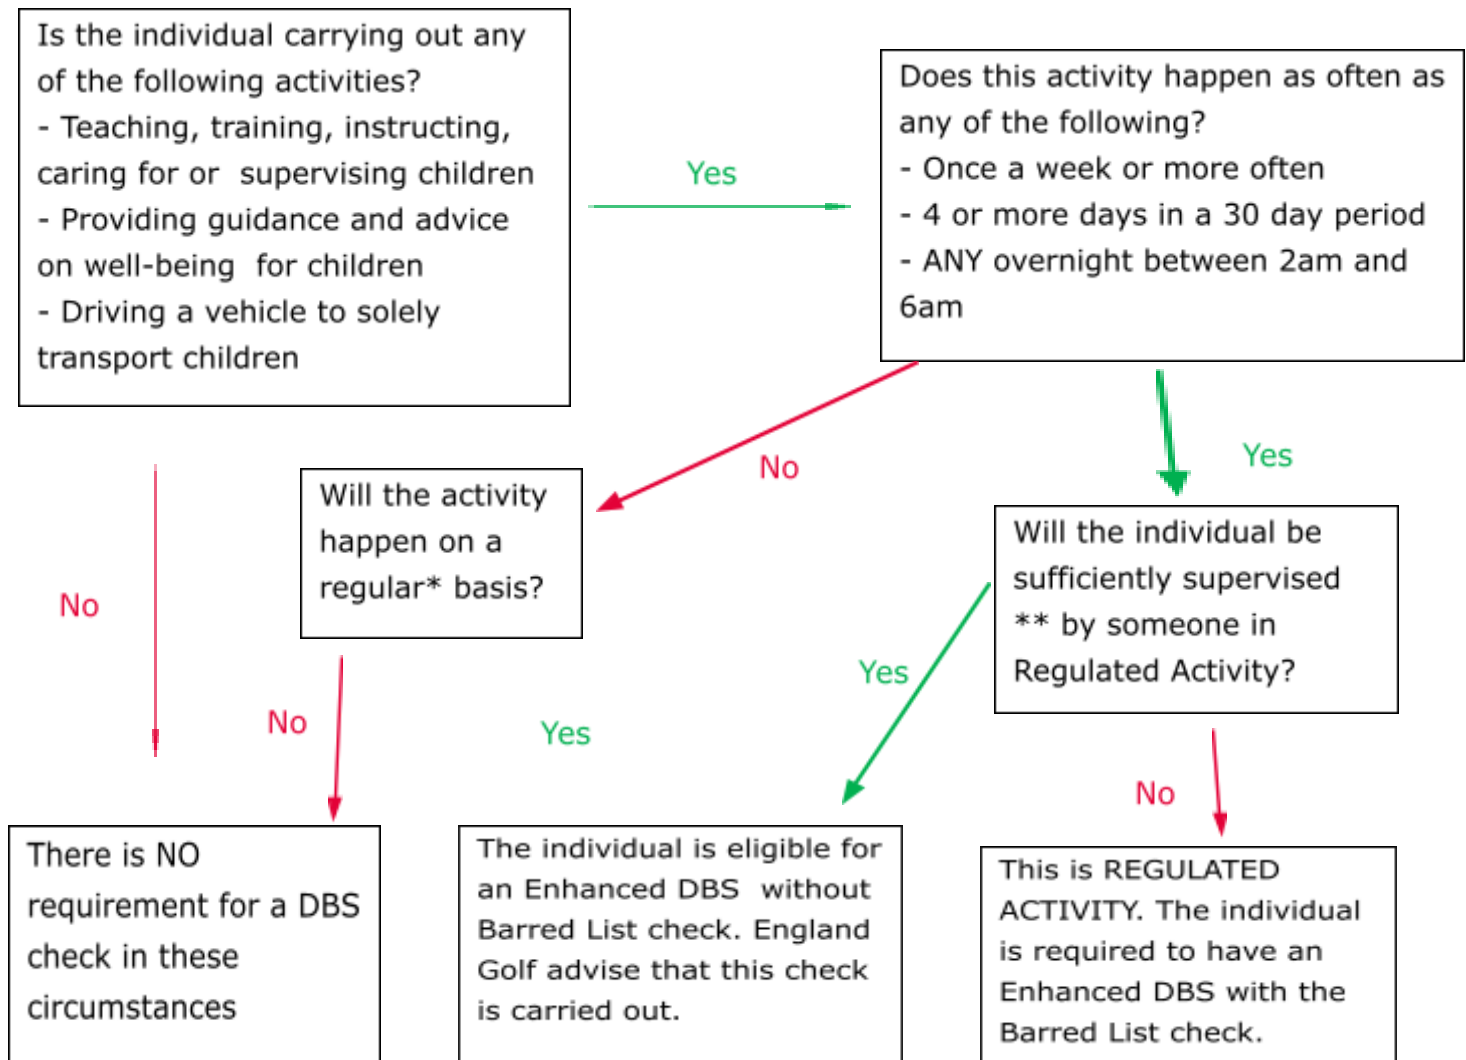 Is the individual carrying out any
of the following activities?
- Teaching, training, instructing,
caring for or  supervising children
- Providing guidance and advice
on well-being  for children
- Driving a vehicle to solely
transport children
Yes
Does this activity happen as often as
any of the following?
- Once a week or more often
- 4 or more days in a 30 day period
- ANY overnight between 2am and
6am
No
Yes
Will the activity
happen on a
regular* basis?
Will the individual be
sufficiently supervised
** by someone in
Regulated Activity?
No
No
Yes
Yes
No
There is NO
requirement for a DBS
check in these
circumstances
The individual is eligible for
an Enhanced DBS  without
Barred List check. England
Golf advise that this check
is carried out.
This is REGULATED
ACTIVITY. The individual
is required to have an
Enhanced DBS with the
Barred List check.